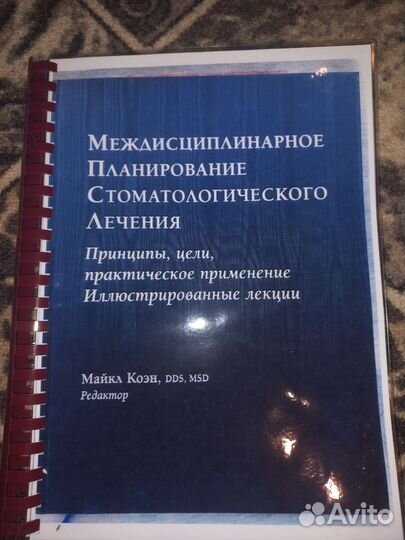 Междисциплинарное
Планирование
Стоматологического
Лечения
Принципы, цели,
практическое применение
Иллюстрированные лекции
Майкл Коэн, DDS, MSD
Редактор
Avito